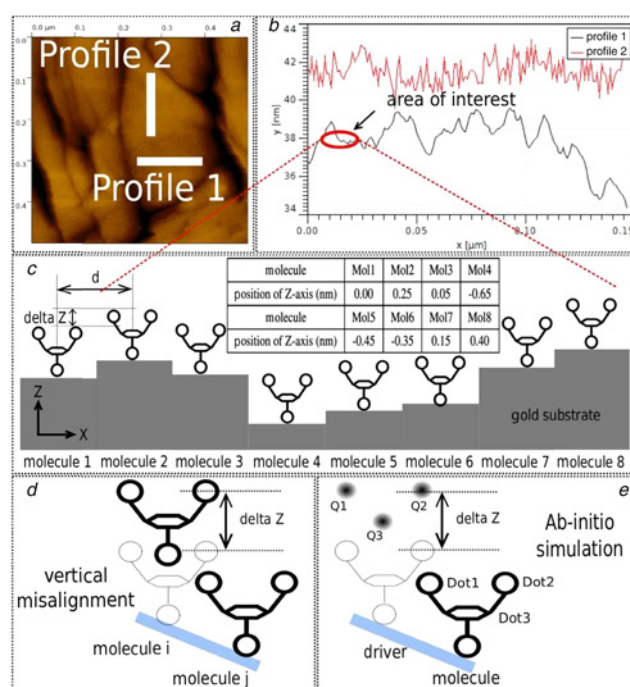 0.0 μm 0.2 0.4
a
0.0
0.1
0.2
0.3
0.4
Profile 2
Profile 1
b
profile 1
profile 2
44
42
40
38
36
34
y [nm]
area of interest
0.00 0.05 0.10 0.15
x [μm]
c
d
delta Z
molecule Mol1 Mol2 Mol3 Mol4
position of Z-axis (nm) 0.00 0.25 0.05 -0.65
molecule Mol5 Mol6 Mol7 Mol8
position of Z-axis (nm) -0.45 -0.35 0.15 0.40
Z
X
gold substrate
molecule 1 molecule 2 molecule 3 molecule 4 molecule 5 molecule 6 molecule 7 molecule 8
d
delta Z
vertical
misalignment
molecule i
molecule j
e
Q1 Q2
Q3
delta Z
Ab-initio
simulation
Dot1 Dot2
Dot3
driver
molecule